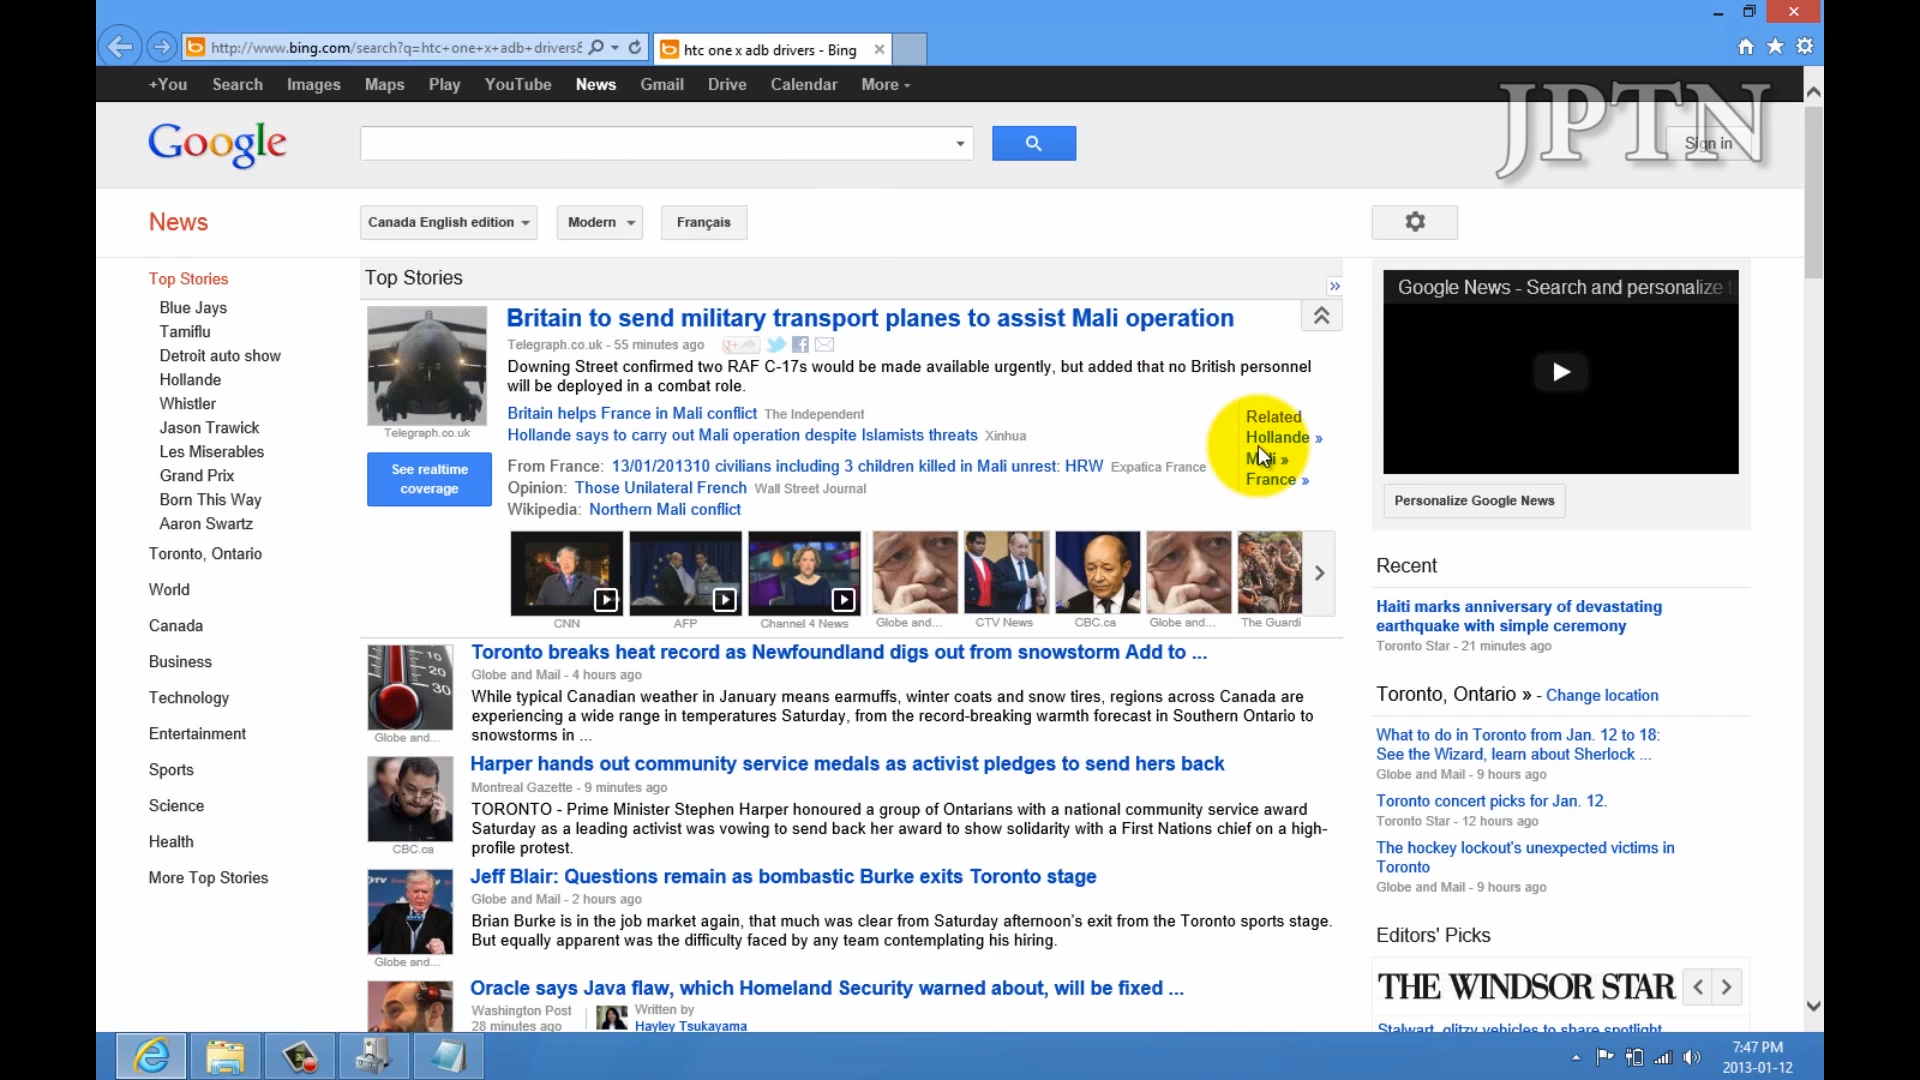 http://www.bing.com/search?q=htc+one+x+adb+drivers&
htc one x adb drivers - Bing
+You Search Images Maps Play YouTube News Gmail Drive Calendar More
JPTN
Google
Sign in
News
Canada English edition
Modern
Français
Top Stories
Blue Jays
Tamiflu
Detroit auto show
Hollande
Whistler
Jason Trawick
Les Miserables
Grand Prix
Born This Way
Aaron Swartz
Toronto, Ontario
World
Canada
Business
Technology
Entertainment
Sports
Science
Health
More Top Stories
Top Stories
Britain to send military transport planes to assist Mali operation
Telegraph.co.uk - 55 minutes ago
Downing Street confirmed two RAF C-17s would be made available urgently, but added that no British personnel
will be deployed in a combat role.
Telegraph.co.uk
Britain helps France in Mali conflict The Independent
Hollande says to carry out Mali operation despite Islamists threats Xinhua
See realtime
coverage
From France: 13/01/201310 civilians including 3 children killed in Mali unrest: HRW Expatica France
Opinion: Those Unilateral French Wall Street Journal
Wikipedia: Northern Mali conflict
Related
Hollande »
Mali »
France »
CNN
AFP
Channel 4 News
Globe and...
CTV News
CBC.ca
Globe and...
The Guardi
Toronto breaks heat record as Newfoundland digs out from snowstorm Add to ...
Globe and Mail - 4 hours ago
While typical Canadian weather in January means earmuffs, winter coats and snow tires, regions across Canada are
experiencing a wide range in temperatures Saturday, from the record-breaking warmth forecast in Southern Ontario to
snowstorms in ...
10
20
30
Globe and...
Harper hands out community service medals as activist pledges to send hers back
Montreal Gazette - 9 minutes ago
TORONTO - Prime Minister Stephen Harper honoured a group of Ontarians with a national community service award
Saturday as a leading activist was vowing to send back her award to show solidarity with a First Nations chief on a high-
profile protest.
CBC.ca
Jeff Blair: Questions remain as bombastic Burke exits Toronto stage
Globe and Mail - 2 hours ago
Brian Burke is in the job market again, that much was clear from Saturday afternoon's exit from the Toronto sports stage.
But equally apparent was the difficulty faced by any team contemplating his hiring.
Globe and...
Oracle says Java flaw, which Homeland Security warned about, will be fixed ...
Washington Post
28 minutes ago
Written by
Hayley Tsukayama
Google News - Search and personalize
Personalize Google News
Recent
Haiti marks anniversary of devastating
earthquake with simple ceremony
Toronto Star - 21 minutes ago
Toronto, Ontario » - Change location
What to do in Toronto from Jan. 12 to 18:
See the Wizard, learn about Sherlock ...
Globe and Mail - 9 hours ago
Toronto concert picks for Jan. 12.
Toronto Star - 12 hours ago
The hockey lockout's unexpected victims in
Toronto
Globe and Mail - 9 hours ago
Editors' Picks
THE WINDSOR STAR
Stalwart, glitzy vehicles to share spotlight
7:47 PM
2013-01-12